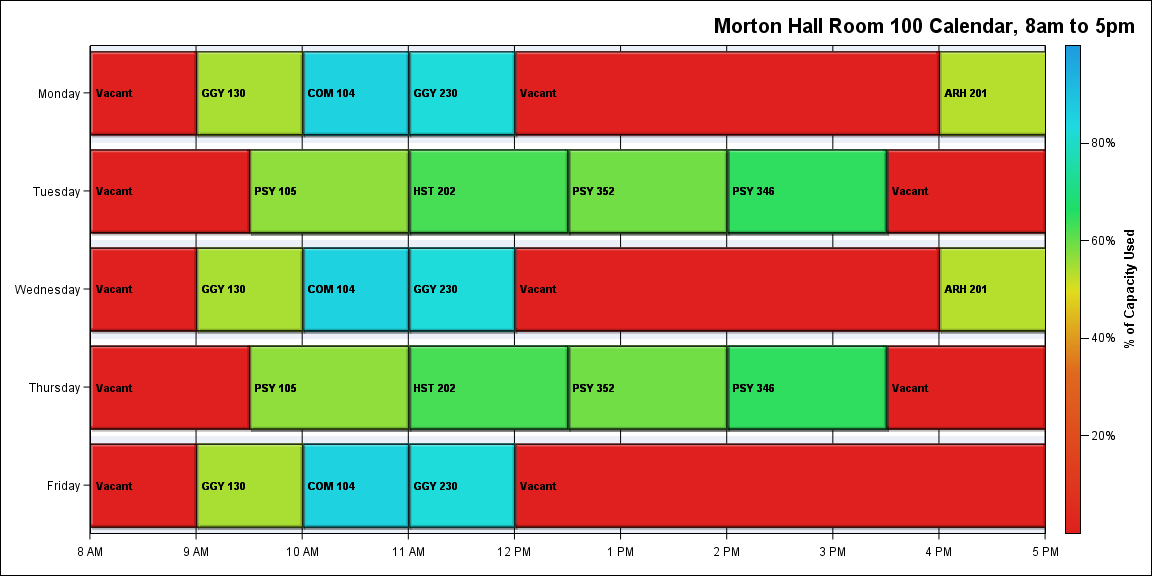 Morton Hall Room 100 Calendar, 8am to 5pm
Monday Vacant GGY 130 COM 104 GGY 230 Vacant ARH 201
Tuesday Vacant PSY 105 HST 202 PSY 352 PSY 346 Vacant
Wednesday Vacant GGY 130 COM 104 GGY 230 Vacant ARH 201
Thursday Vacant PSY 105 HST 202 PSY 352 PSY 346 Vacant
Friday Vacant GGY 130 COM 104 GGY 230 Vacant
8 AM 9 AM 10 AM 11 AM 12 PM 1 PM 2 PM 3 PM 4 PM 5 PM
80%
60%
40%
20%
% of Capacity Used